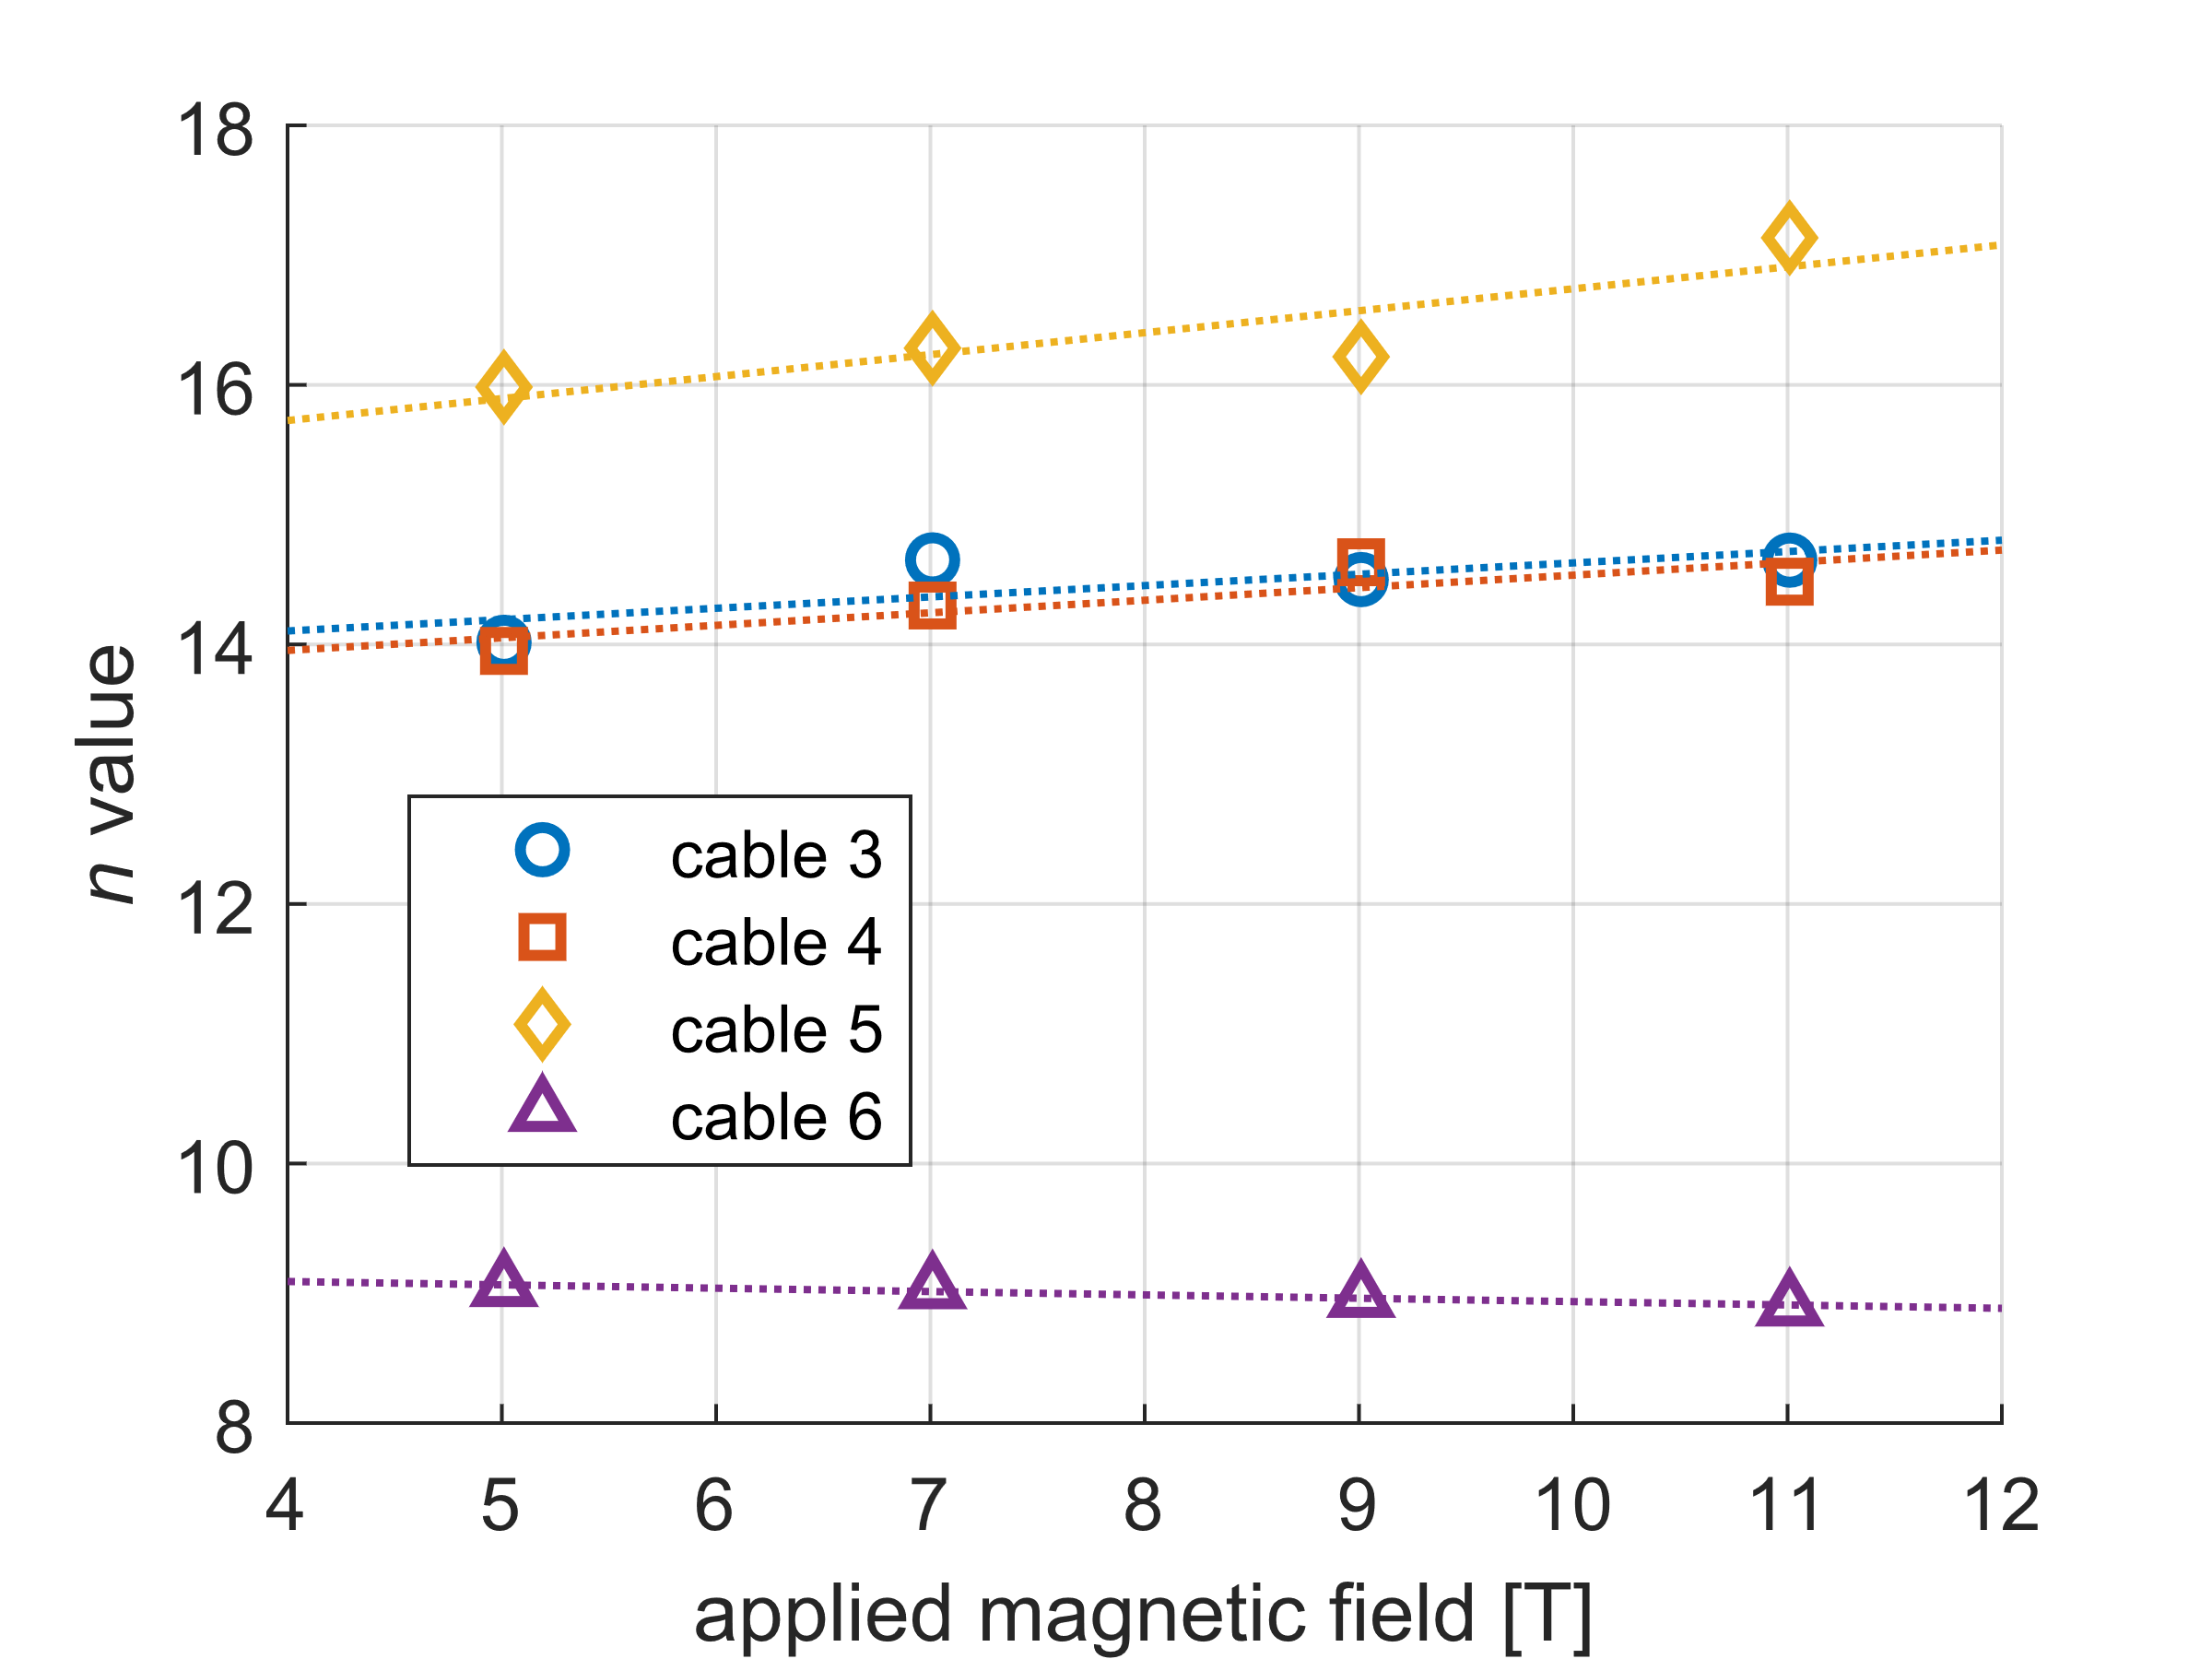 18
16
14
12
10
8
n value
cable 3
cable 4
cable 5
cable 6
4 5 6 7 8 9 10 11 12
applied magnetic field [T]